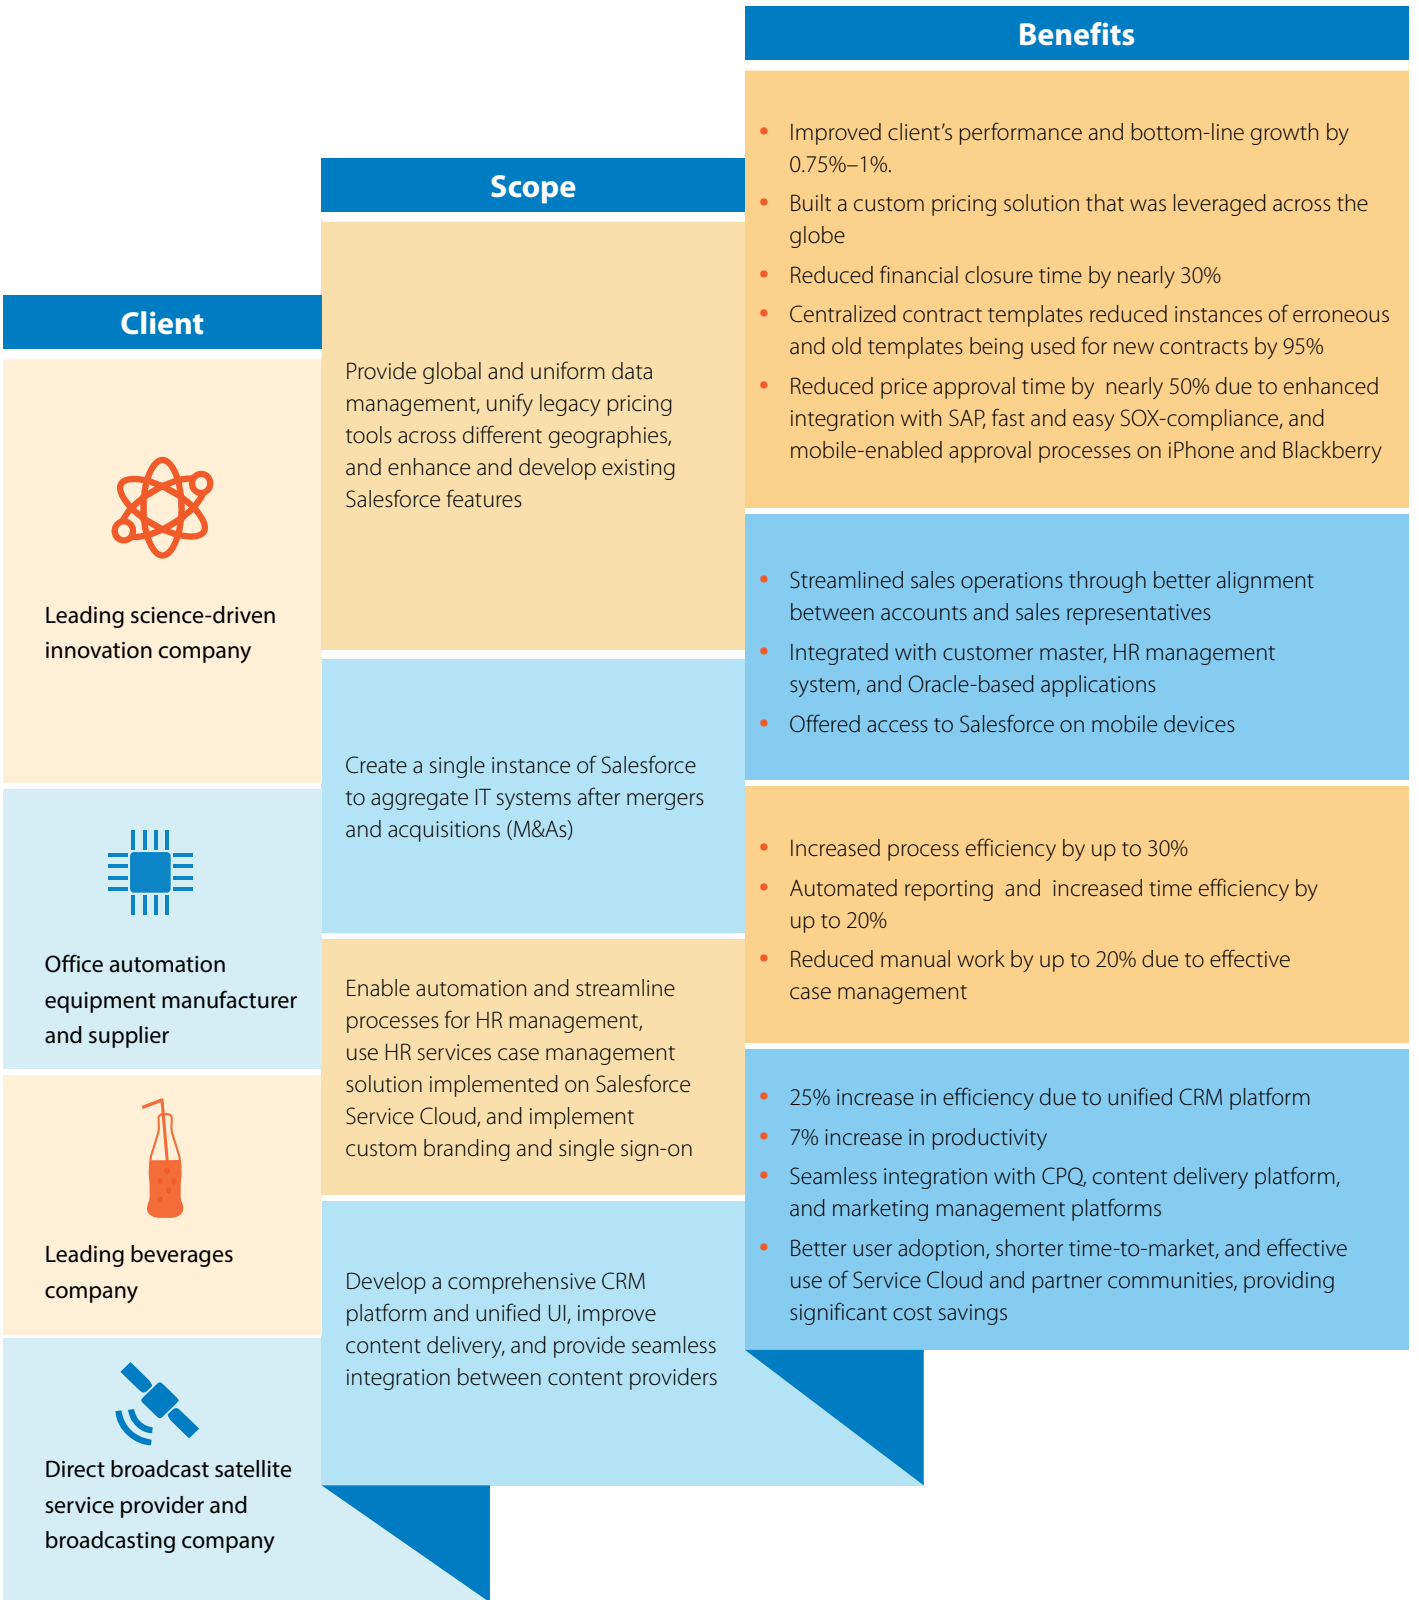 Client
Leading science-driven
innovation company
Office automation
equipment manufacturer
and supplier
Leading beverages
company
Direct broadcast satellite
service provider and
broadcasting company
Scope
Provide global and uniform data
management, unify legacy pricing
tools across different geographies,
and enhance and develop existing
Salesforce features
Create a single instance of Salesforce
to aggregate IT systems after mergers
and acquisitions (M&As)
Enable automation and streamline
processes for HR management,
use HR services case management
solution implemented on Salesforce
Service Cloud, and implement
custom branding and single sign-on
Develop a comprehensive CRM
platform and unified UI, improve
content delivery, and provide seamless
integration between content providers
Benefits
• Improved client’s performance and bottom-line growth by
0.75%–1%.
• Built a custom pricing solution that was leveraged across the
globe
• Reduced financial closure time by nearly 30%
• Centralized contract templates reduced instances of erroneous
and old templates being used for new contracts by 95%
• Reduced price approval time by nearly 50% due to enhanced
integration with SAP, fast and easy SOX-compliance, and
mobile-enabled approval processes on iPhone and Blackberry
• Streamlined sales operations through better alignment
between accounts and sales representatives
• Integrated with customer master, HR management
system, and Oracle-based applications
• Offered access to Salesforce on mobile devices
• Increased process efficiency by up to 30%
• Automated reporting and increased time efficiency by
up to 20%
• Reduced manual work by up to 20% due to effective
case management
• 25% increase in efficiency due to unified CRM platform
• 7% increase in productivity
• Seamless integration with CPQ, content delivery platform,
and marketing management platforms
• Better user adoption, shorter time-to-market, and effective
use of Service Cloud and partner communities, providing
significant cost savings